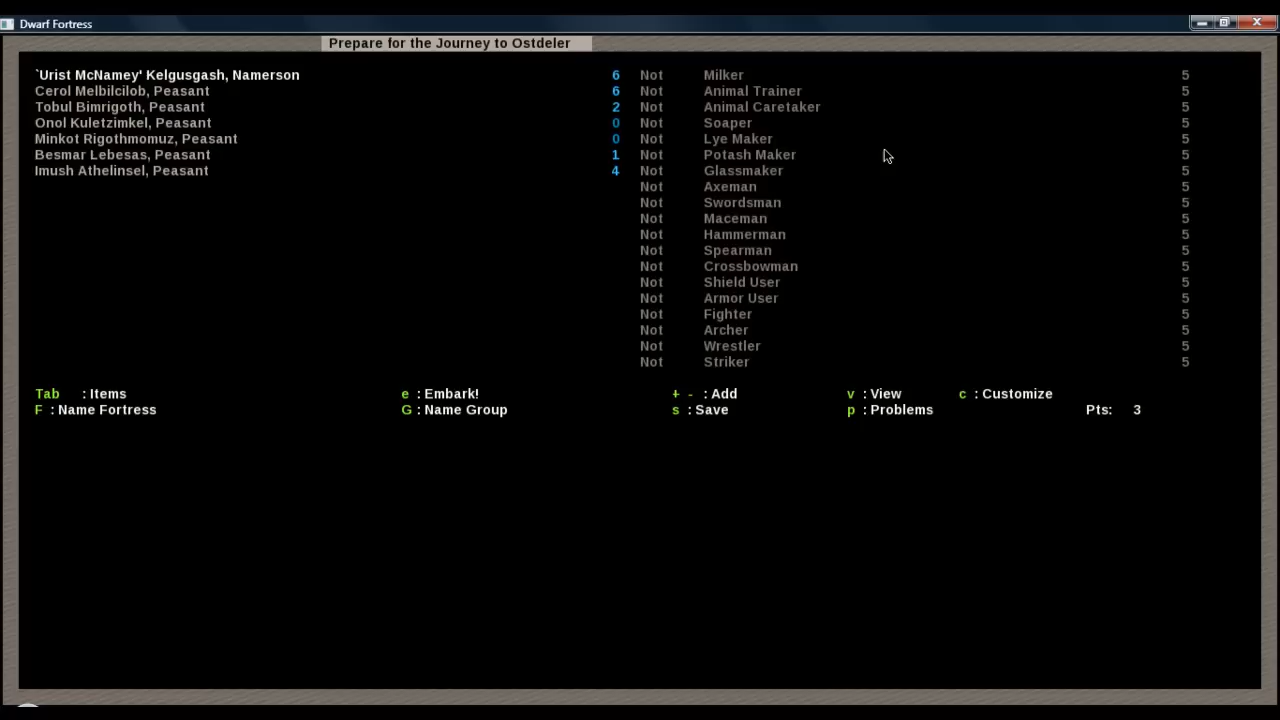 Dwarf Fortress
Prepare for the Journey to Ostdeler
`Urist McNamey' Kelgusgash, Namerson 6 Not Milker 5
Cerol Melbilcilob, Peasant 6 Not Animal Trainer 5
Tobul Bimrigoth, Peasant 2 Not Animal Caretaker 5
Onol Kuletzimkel, Peasant 0 Not Soaper 5
Minkot Rigothmomuz, Peasant 0 Not Lye Maker 5
Besmar Lebesas, Peasant 1 Not Potash Maker 5
Imush Athelinsel, Peasant 4 Not Glassmaker 5
Not Axeman 5
Not Swordsman 5
Not Maceman 5
Not Hammerman 5
Not Spearman 5
Not Crossbowman 5
Not Shield User 5
Not Armor User 5
Not Fighter 5
Not Archer 5
Not Wrestler 5
Not Striker 5
Tab : Items e : Embark! + - : Add v : View c : Customize
F : Name Fortress G : Name Group s : Save p : Problems Pts: 3